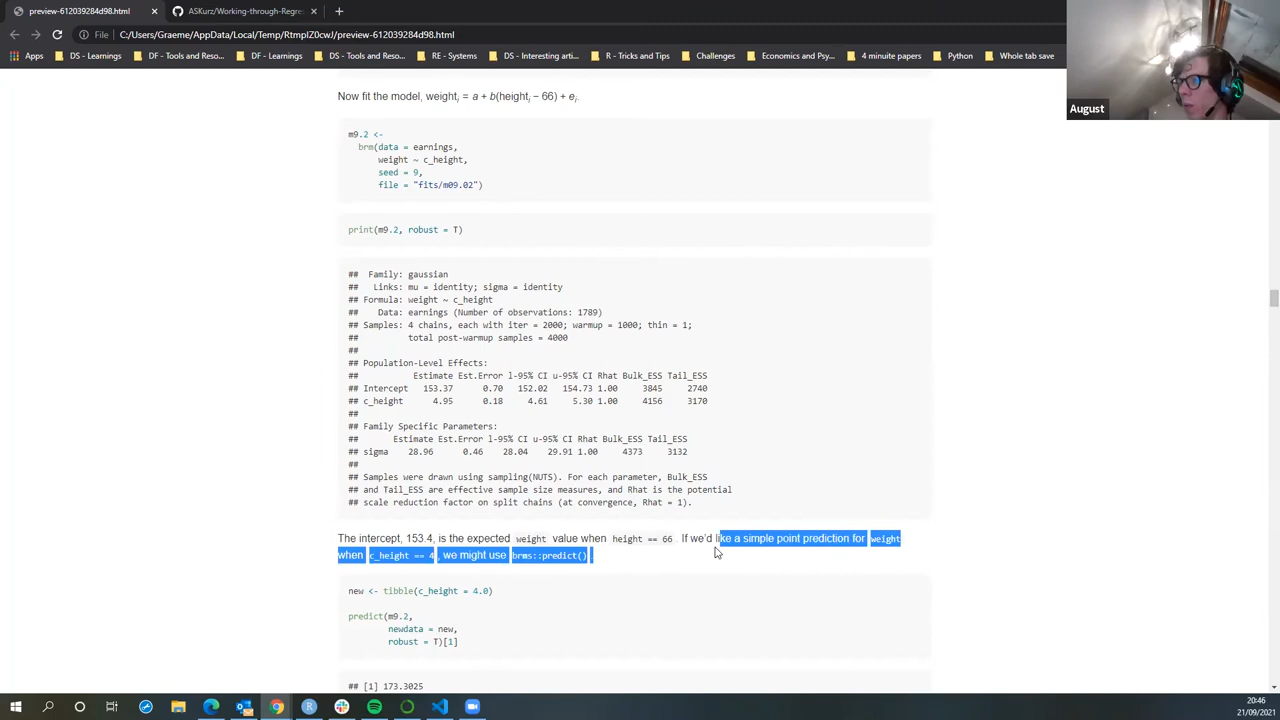 preview-612039284d98.html
ASKurz/Working-through-Regres
File
C:/Users/Graeme/AppData/Local/Temp/RtmpIZ0cwJ/preview-612039284d98.html
Apps
DS - Learnings
DF - Tools and Reso...
DF - Learnings
DS - Tools and Reso...
RE - Systems
DS - Interesting arti...
R - Tricks and Tips
Challenges
Economics and Psy...
4 minuite papers
Python
Whole tab save
August
Now fit the model, weighti = a + b(heighti − 66) + ei.
m9.2 <-
brm(data = earnings,
weight ~ c_height,
seed = 9,
file = "fits/m09.02")
print(m9.2, robust = T)
## Family: gaussian
## Links: mu = identity; sigma = identity
## Formula: weight ~ c_height
## Data: earnings (Number of observations: 1789)
## Samples: 4 chains, each with iter = 2000; warmup = 1000; thin = 1;
## total post-warmup samples = 4000
##
## Population-Level Effects:
## Estimate Est.Error l-95% CI u-95% CI Rhat Bulk_ESS Tail_ESS
## Intercept 153.37 0.70 152.02 154.73 1.00 3845 2740
## c_height 4.95 0.18 4.61 5.30 1.00 4156 3170
##
## Family Specific Parameters:
## Estimate Est.Error l-95% CI u-95% CI Rhat Bulk_ESS Tail_ESS
## sigma 28.96 0.46 28.04 29.91 1.00 4373 3132
##
## Samples were drawn using sampling(NUTS). For each parameter, Bulk_ESS
## and Tail_ESS are effective sample size measures, and Rhat is the potential
## scale reduction factor on split chains (at convergence, Rhat = 1).
The intercept, 153.4, is the expected weight value when height == 66. If we'd like a simple point prediction for weight
when c_height == 4, we might use brms::predict().
new <- tibble(c_height = 4.0)
predict(m9.2,
newdata = new,
robust = T)[1]
## [1] 173.3025
20:46
21/09/2021